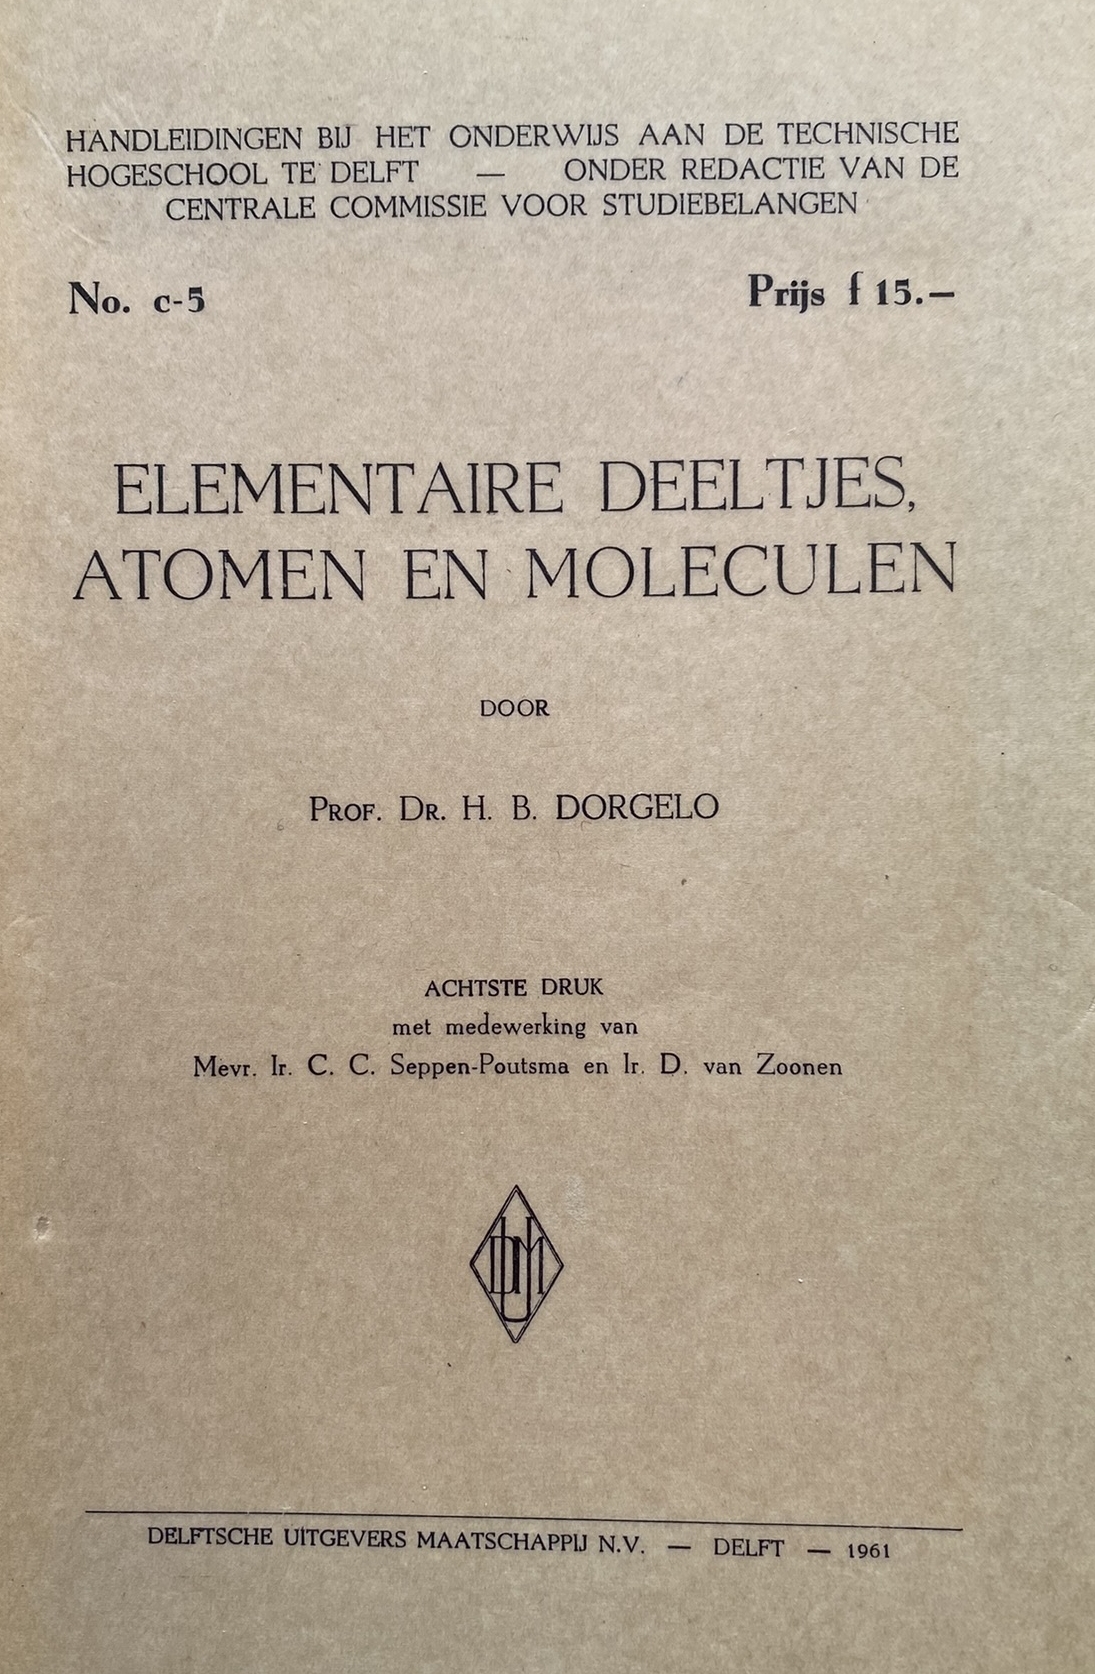 HANDLEIDINGEN BIJ HET ONDERWIJS AAN DE TECHNISCHE
HOGESCHOOL TE DELFT — ONDER REDACTIE VAN DE
CENTRALE COMMISSIE VOOR STUDIEBELANGEN
No. c-5 Prijs f 15.—
ELEMENTAIRE DEELTJES,
ATOMEN EN MOLECULEN
DOOR
PROF. DR. H. B. DORGELO
ACHTSTE DRUK
met medewerking van
Mevr. Ir. C. C. Seppen-Poutsma en Ir. D. van Zoonen
DUM
DELFTSCHE UITGEVERS MAATSCHAPPIJ N.V. — DELFT — 1961